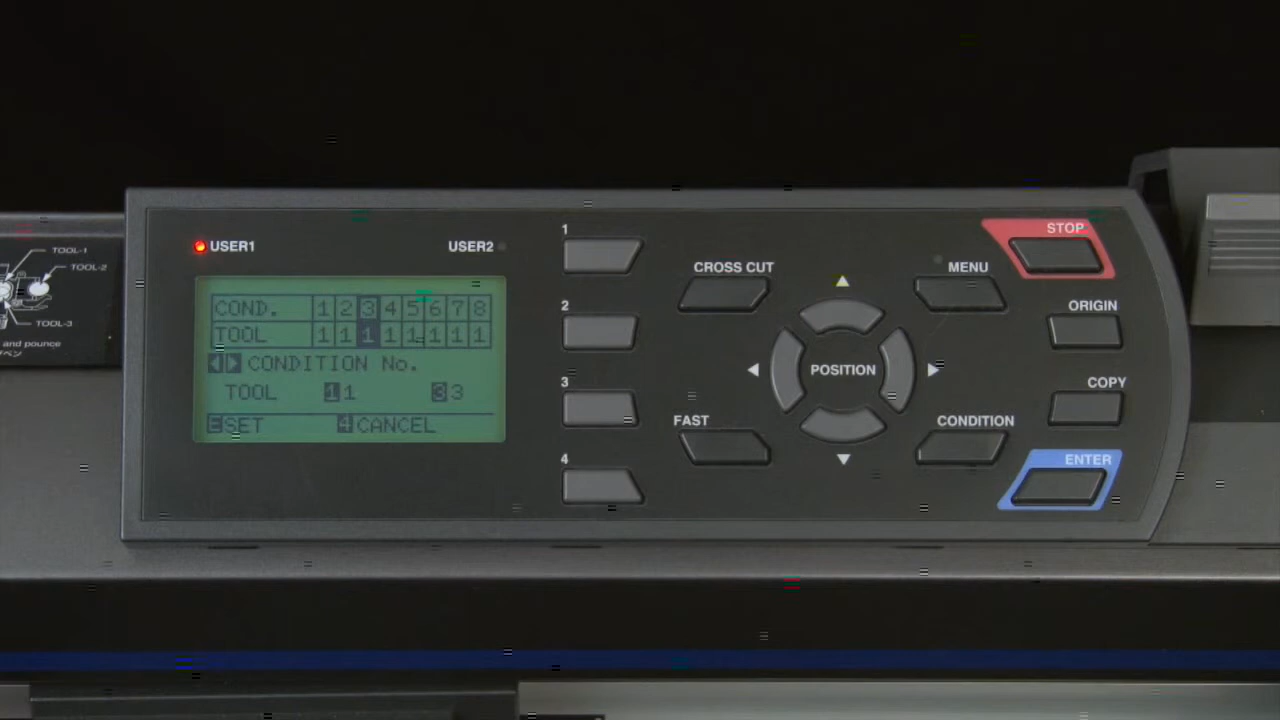 TOOL-1
TOOL-2
TOOL-3
and pounce
USER1
USER2
COND. 1 2 3 4 5 6 7 8
TOOL 1 1 1 1 1 1 1 1
CONDITION No.
TOOL 1 1 3 3
E SET 4 CANCEL
1
2
3
4
CROSS CUT
MENU
STOP
ORIGIN
POSITION
COPY
FAST
CONDITION
ENTER